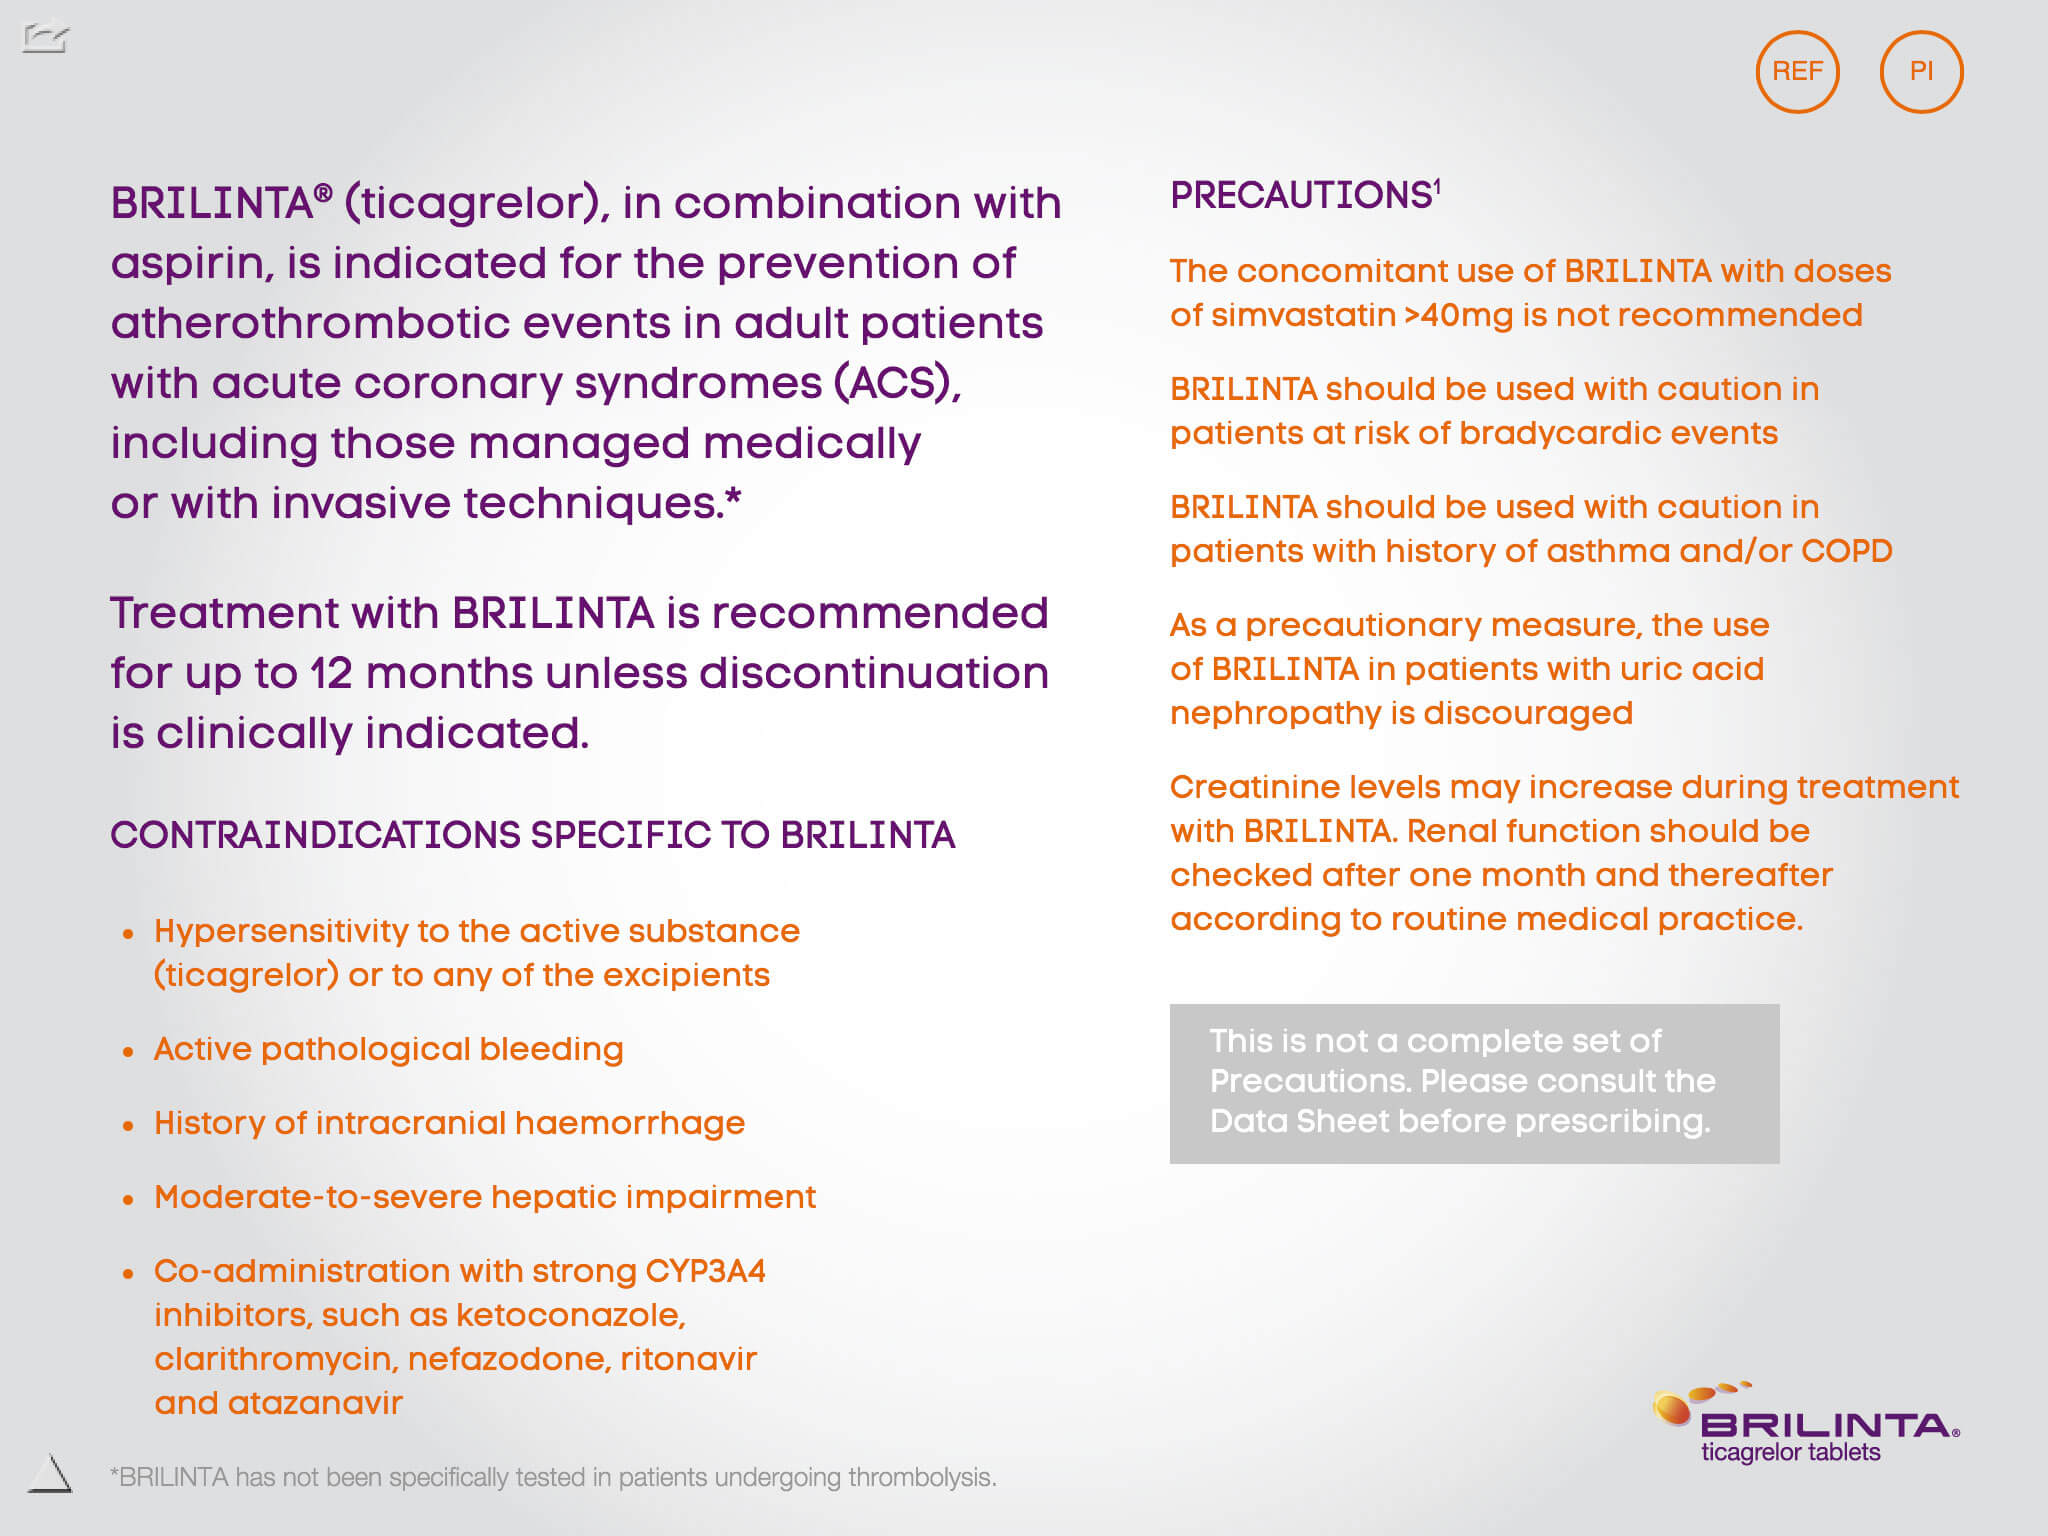 REF
PI
BRILINTA® (ticagrelor), in combination with
aspirin, is indicated for the prevention of
atherothrombotic events in adult patients
with acute coronary syndromes (ACS),
including those managed medically
or with invasive techniques.*
Treatment with BRILINTA is recommended
for up to 12 months unless discontinuation
is clinically indicated.
CONTRAINDICATIONS SPECIFIC TO BRILINTA
• Hypersensitivity to the active substance
(ticagrelor) or to any of the excipients
• Active pathological bleeding
• History of intracranial haemorrhage
• Moderate-to-severe hepatic impairment
• Co-administration with strong CYP3A4
inhibitors, such as ketoconazole,
clarithromycin, nefazodone, ritonavir
and atazanavir
*BRILINTA has not been specifically tested in patients undergoing thrombolysis.
PRECAUTIONS¹
The concomitant use of BRILINTA with doses
of simvastatin >40mg is not recommended
BRILINTA should be used with caution in
patients at risk of bradycardic events
BRILINTA should be used with caution in
patients with history of asthma and/or COPD
As a precautionary measure, the use
of BRILINTA in patients with uric acid
nephropathy is discouraged
Creatinine levels may increase during treatment
with BRILINTA. Renal function should be
checked after one month and thereafter
according to routine medical practice.
This is not a complete set of
Precautions. Please consult the
Data Sheet before prescribing.
BRILINTA®
ticagrelor tablets